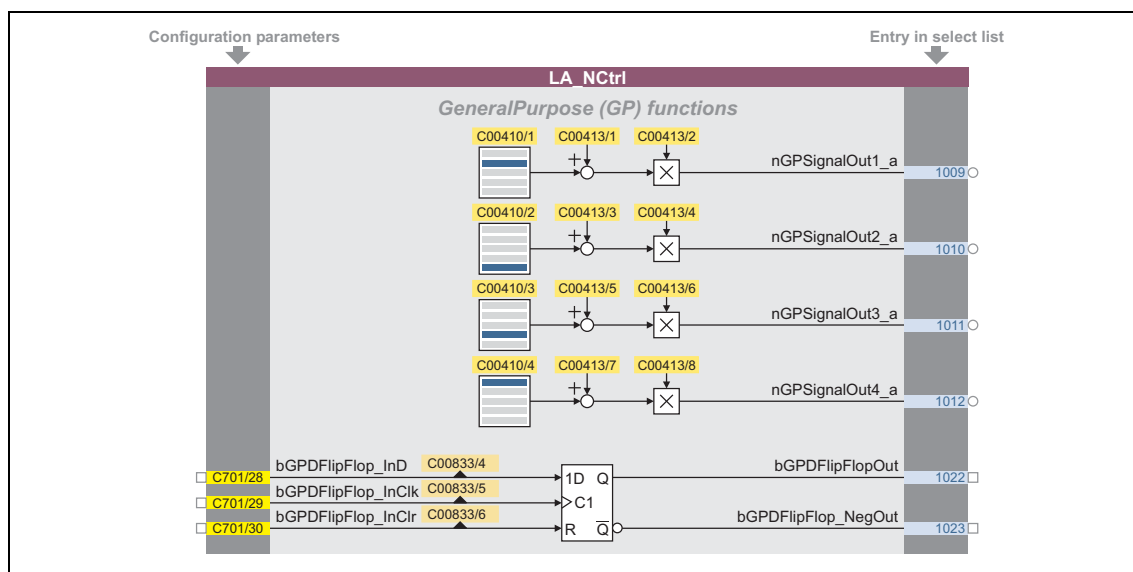 Configuration parameters Entry in select list
LA_NCtrl
GeneralPurpose (GP) functions
C00410/1 C00413/1 C00413/2
+ × nGPSignalOut1_a 1009
C00410/2 C00413/3 C00413/4
+ × nGPSignalOut2_a 1010
C00410/3 C00413/5 C00413/6
+ × nGPSignalOut3_a 1011
C00410/4 C00413/7 C00413/8
+ × nGPSignalOut4_a 1012
bGPDFlipFlop_InD C00833/4 bGPDFlipFlopOut
C701/28 1D Q 1022
bGPDFlipFlop_InClk C00833/5
C701/29 C1
bGPDFlipFlop_InClr C00833/6 bGPDFlipFlop_NegOut
C701/30 R Q̅ 1023